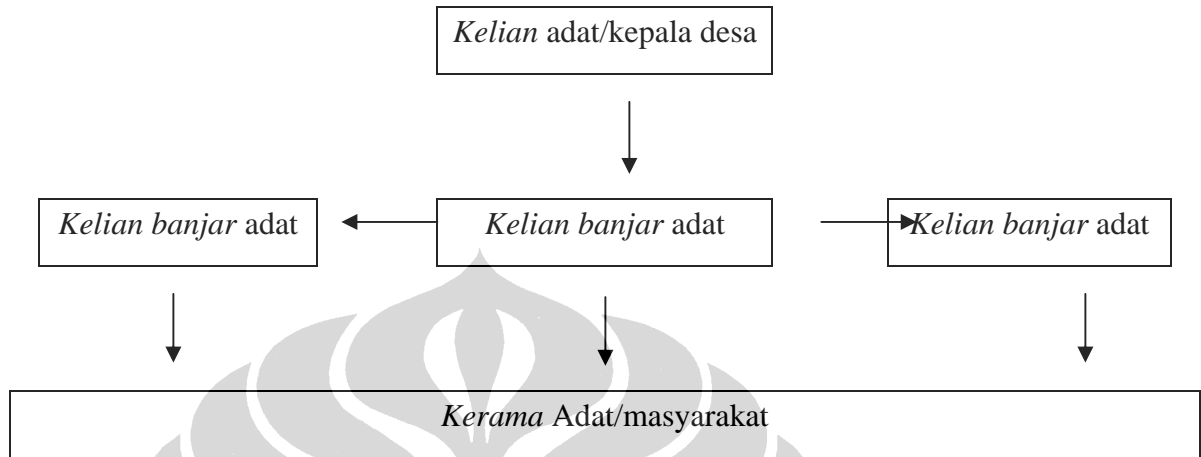 Kelian adat/kepala desa
Kelian banjar adat
Kelian banjar adat
Kelian banjar adat
Kerama Adat/masyarakat